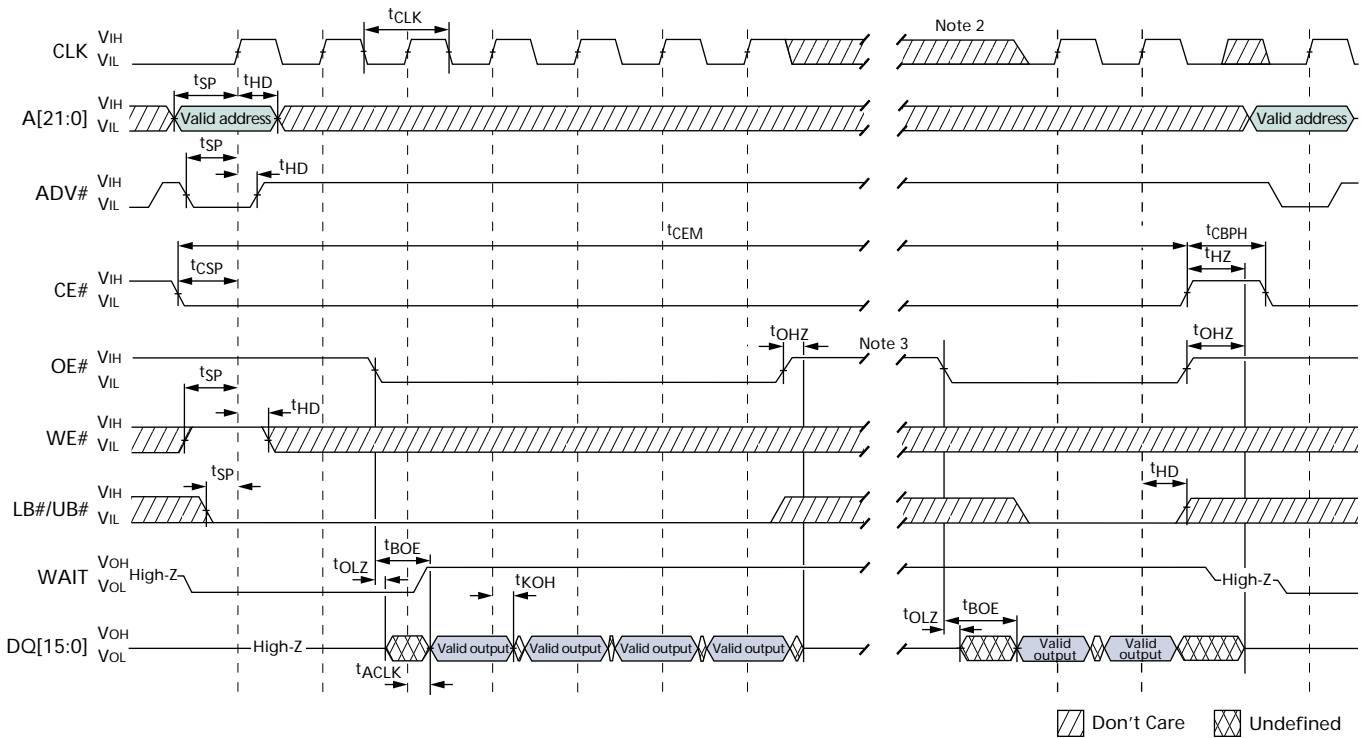 tCLK
Note 2
CLK VIH
VIL
tSP tHD
A[21:0] VIH
VIL
Valid address
Valid address
tSP
tHD
ADV# VIH
VIL
tCEM
tCBPH
tHZ
tCSP
CE# VIH
VIL
tOHZ
Note 3
tOHZ
OE# VIH
VIL
tSP
tHD
WE# VIH
VIL
tSP
tHD
LB#/UB# VIH
VIL
tBOE
tOLZ
tKOH
WAIT VOH
VOL
High-Z
High-Z
tOLZ
tBOE
DQ[15:0] VOH
VOL
High-Z
Valid output
Valid output
Valid output
Valid output
Valid
output
Valid
output
tACLK
Don't Care
Undefined